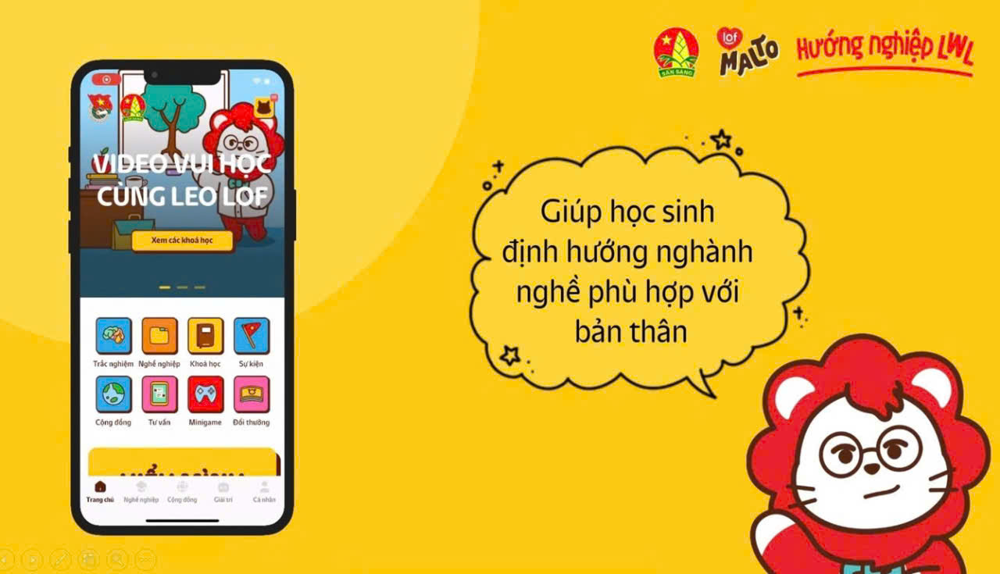 SẴN SÀNG
lof
MALTO
Hướng nghiệp LWL
VIDEO VUI HỌC
CÙNG LEO LOF
Xem các khoá học
Trắc nghiệm Nghề nghiệp Khoá học Sự kiện
Cộng đồng Tư vấn Minigame Đổi thưởng
Trang chủ Nghề nghiệp Cộng đồng Giải trí Cá nhân
Giúp học sinh
định hướng nghành
nghề phù hợp với
bản thân